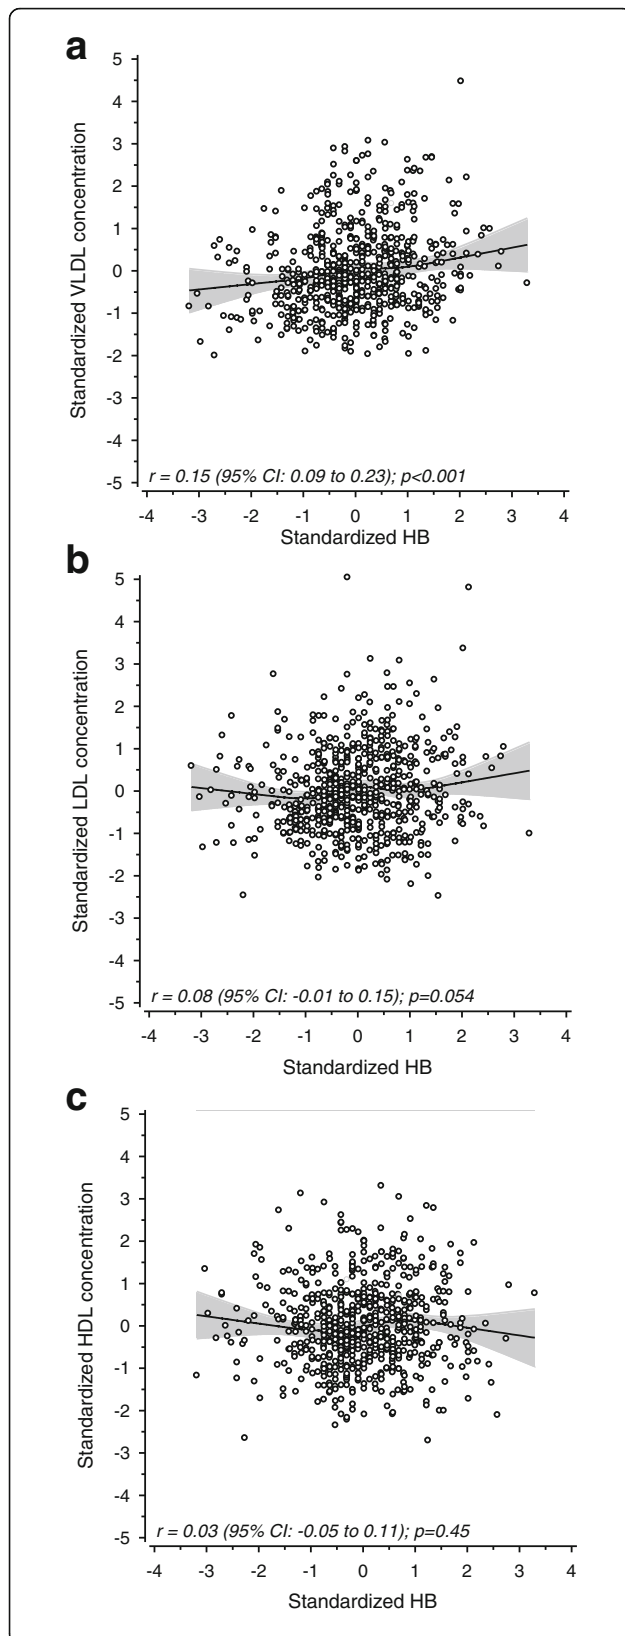 a
5
4
3
2
1
0
-1
-2
-3
-4
-5
Standardized VLDL concentration
r = 0.15 (95% CI: 0.09 to 0.23); p<0.001
-4 -3 -2 -1 0 1 2 3 4
Standardized HB
b
5
4
3
2
1
0
-1
-2
-3
-4
-5
Standardized LDL concentration
r = 0.08 (95% CI: -0.01 to 0.15); p=0.054
-4 -3 -2 -1 0 1 2 3 4
Standardized HB
c
5
4
3
2
1
0
-1
-2
-3
-4
-5
Standardized HDL concentration
r = 0.03 (95% CI: -0.05 to 0.11); p=0.45
-4 -3 -2 -1 0 1 2 3 4
Standardized HB